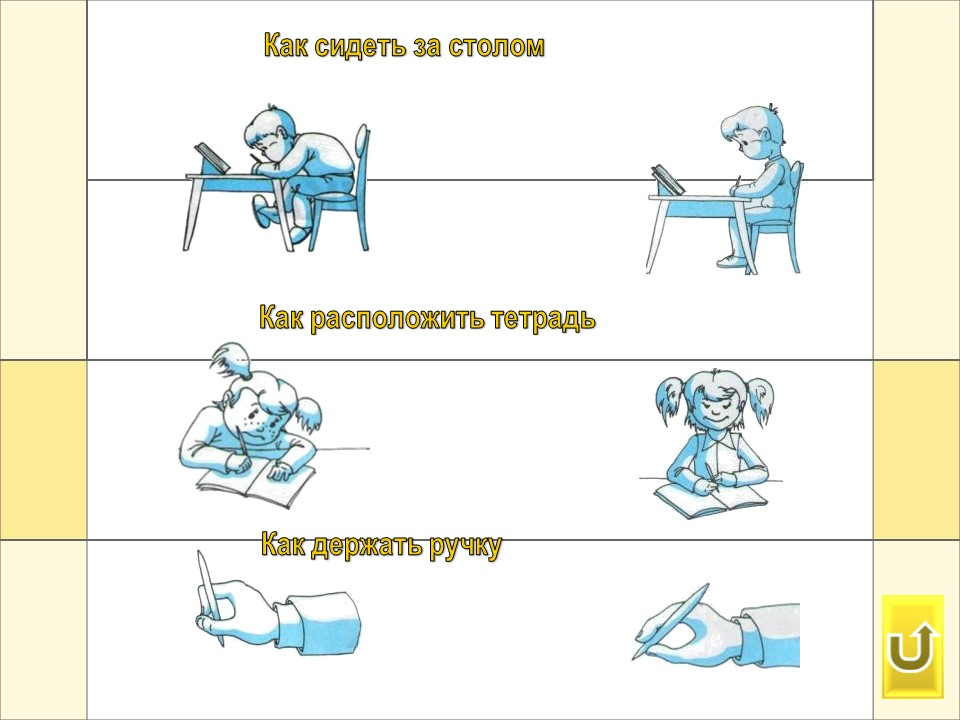 Как сидеть за столом
Как расположить тетрадь
Как держать ручку